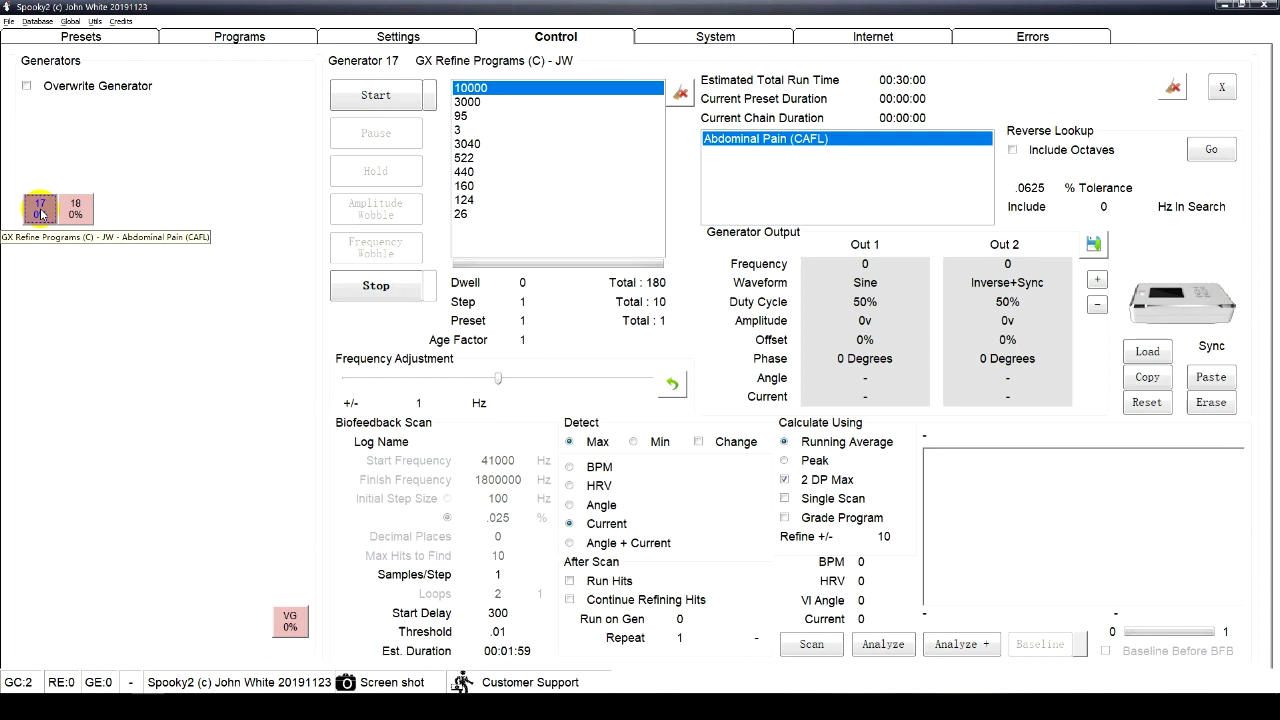 Spooky2 (c) John White 20191123
File Database Global Utils Credits
Presets Programs Settings Control System Internet Errors
Generators
Overwrite Generator
17
0%
18
0%
GX Refine Programs (C) - JW - Abdominal Pain (CAFL)
VG
0%
Generator 17 GX Refine Programs (C) - JW
Start
Pause
Hold
Amplitude
Wobble
Frequency
Wobble
Stop
10000
3000
95
3
3040
522
440
160
124
26
Dwell 0 Total : 180
Step 1 Total : 10
Preset 1 Total : 1
Age Factor 1
Frequency Adjustment
+/- 1 Hz
Estimated Total Run Time 00:30:00
Current Preset Duration 00:00:00
Current Chain Duration 00:00:00
Abdominal Pain (CAFL)
X
Reverse Lookup
Include Octaves Go
.0625 % Tolerance
Include 0 Hz In Search
Generator Output
Out 1 Out 2
Frequency 0 0
Waveform Sine Inverse+Sync
Duty Cycle 50% 50%
Amplitude 0v 0v
Offset 0% 0%
Phase 0 Degrees 0 Degrees
Angle - -
Current - -
+
-
Sync
Load
Copy Paste
Reset Erase
Biofeedback Scan
Log Name
Start Frequency 41000 Hz
Finish Frequency 1800000 Hz
Initial Step Size 100 Hz
.025 %
Decimal Places 0
Max Hits to Find 10
Samples/Step 1
Loops 2 1
Start Delay 300
Threshold .01
Est. Duration 00:01:59
Detect
Max Min Change
BPM
HRV
Angle
Current
Angle + Current
After Scan
Run Hits
Continue Refining Hits
Run on Gen 0
Repeat 1 -
Calculate Using
Running Average
Peak
2 DP Max
Single Scan
Grade Program
Refine +/- 10
BPM 0
HRV 0
VI Angle 0
Current 0
-
- -
0 1
Scan Analyze Analyze + Baseline
Baseline Before BFB
GC:2 RE:0 GE:0 - Spooky2 (c) John White 20191123 Screen shot Customer Support